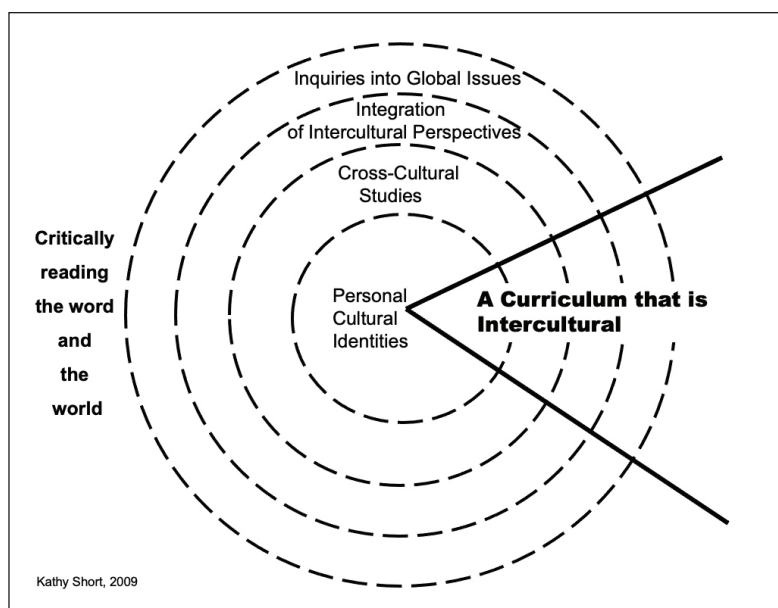 Inquiries into Global Issues
Integration
of Intercultural Perspectives
Cross-Cultural
Studies
Critically
reading
the word
and
the
world
Personal
Cultural
Identities
A Curriculum that is
Intercultural
Kathy Short, 2009